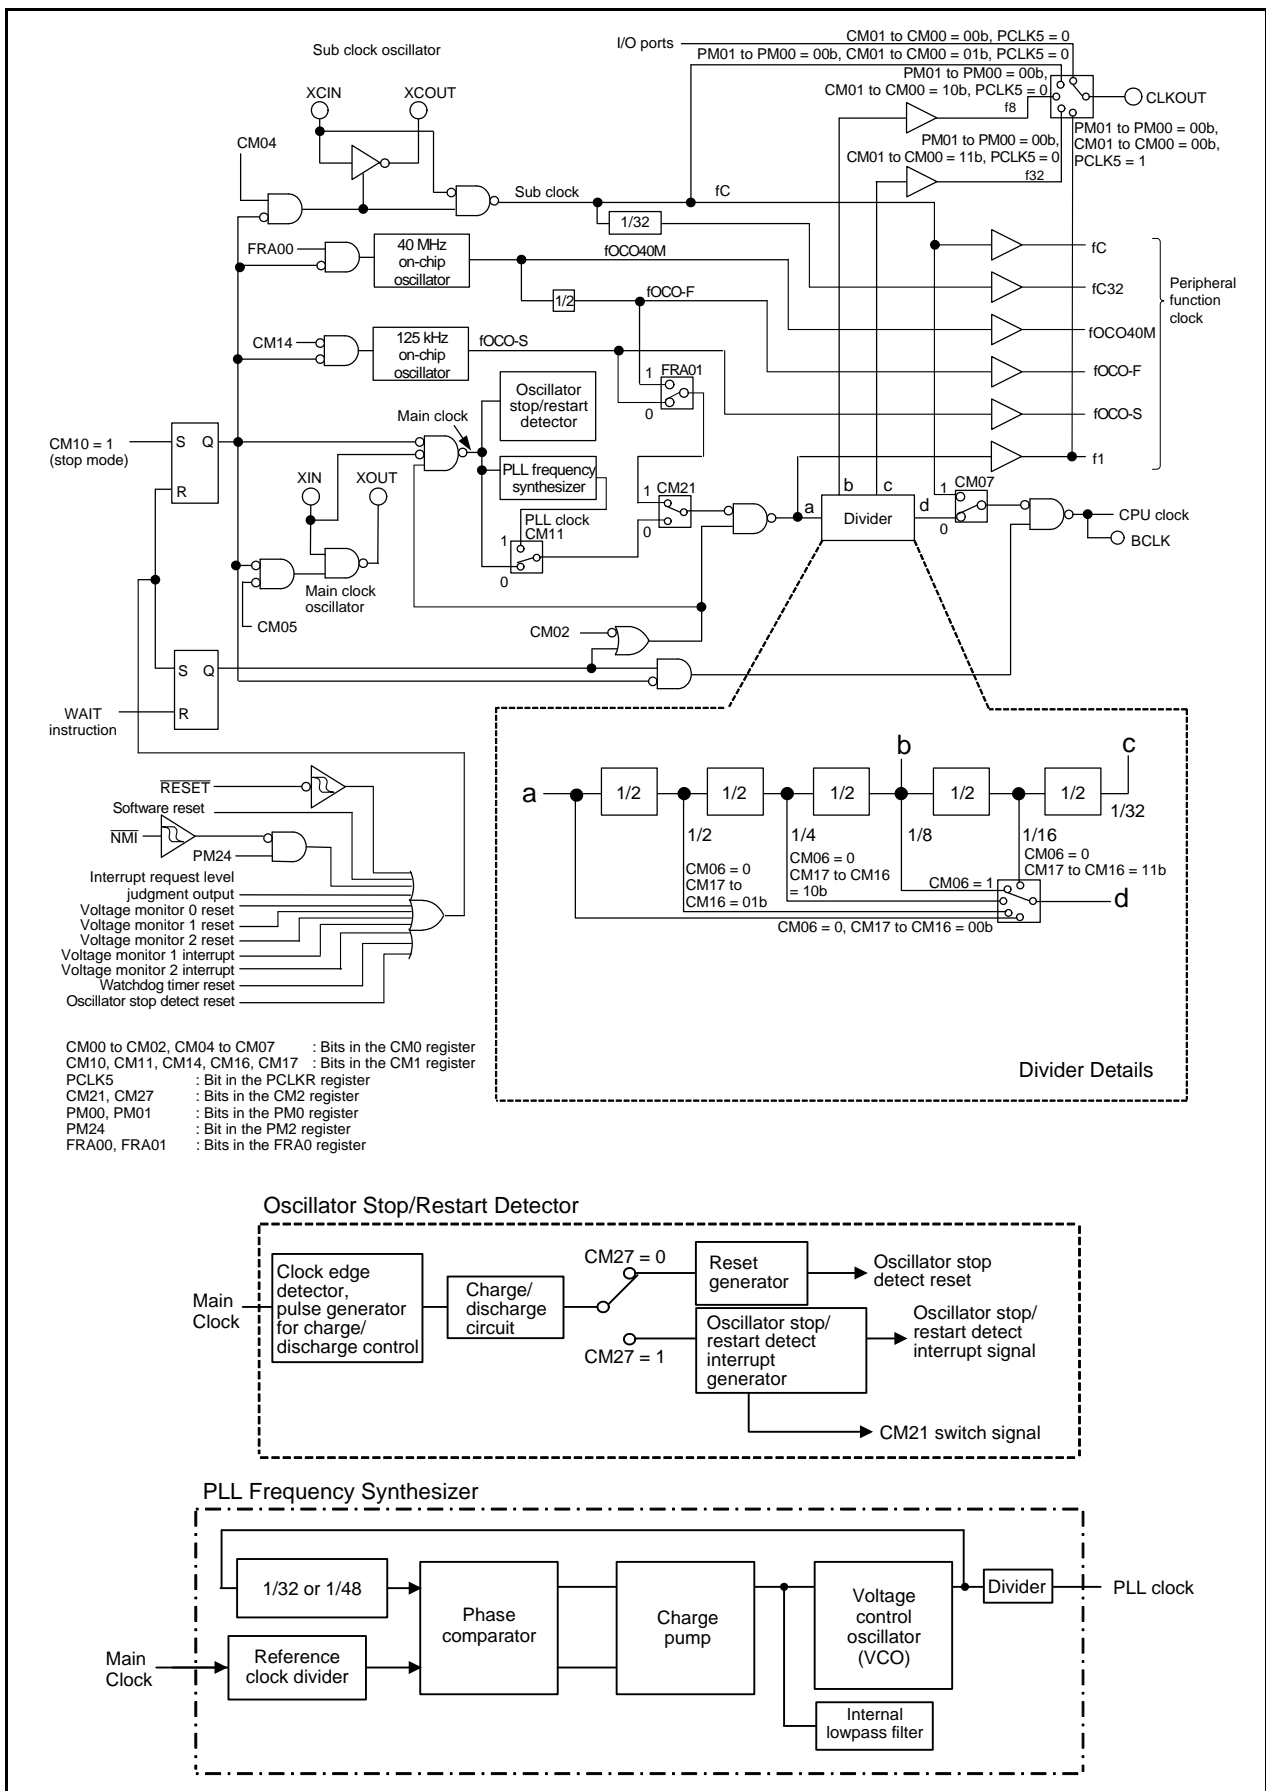 Sub clock oscillator
I/O ports
CM01 to CM00 = 00b, PCLK5 = 0
PM01 to PM00 = 00b, CM01 to CM00 = 01b, PCLK5 = 0
PM01 to PM00 = 00b,
CM01 to CM00 = 10b, PCLK5 = 0
f8
CLKOUT
XCIN
XCOUT
PM01 to PM00 = 00b,
CM01 to CM00 = 11b, PCLK5 = 0
f32
PM01 to PM00 = 00b,
CM01 to CM00 = 00b,
PCLK5 = 1
CM04
Sub clock
fC
1/32
FRA00
40 MHz
on-chip
oscillator
fOCO40M
1/2
fOCO-F
fC
fC32
fOCO40M
fOCO-F
fOCO-S
f1
Peripheral
function
clock
CM14
125 kHz
on-chip
oscillator
fOCO-S
1
FRA01
0
Oscillator
stop/restart
detector
Main clock
CM10 = 1
(stop mode)
S
Q
R
XIN
XOUT
PLL frequency
synthesizer
PLL clock
CM11
1
0
1
CM21
0
a
b
c
Divider
d
1
CM07
0
CPU clock
BCLK
Main clock
oscillator
CM05
CM02
S
Q
R
WAIT
instruction
RESET
Software reset
NMI
PM24
Interrupt request level
judgment output
Voltage monitor 0 reset
Voltage monitor 1 reset
Voltage monitor 2 reset
Voltage monitor 1 interrupt
Voltage monitor 2 interrupt
Watchdog timer reset
Oscillator stop detect reset
b
c
a
1/2
1/2
1/2
1/2
1/2
1/32
1/2
1/4
1/8
1/16
CM06 = 0
CM17 to
CM16 = 01b
CM06 = 0
CM17 to CM16
= 10b
CM06 = 1
CM06 = 0
CM17 to CM16 = 11b
d
CM06 = 0, CM17 to CM16 = 00b
Divider Details
CM00 to CM02, CM04 to CM07 : Bits in the CM0 register
CM10, CM11, CM14, CM16, CM17 : Bits in the CM1 register
PCLK5 : Bit in the PCLKR register
CM21, CM27 : Bits in the CM2 register
PM00, PM01 : Bits in the PM0 register
PM24 : Bit in the PM2 register
FRA00, FRA01 : Bits in the FRA0 register
Oscillator Stop/Restart Detector
Main
Clock
Clock edge
detector,
pulse generator
for charge/
discharge control
Charge/
discharge
circuit
CM27 = 0
CM27 = 1
Reset
generator
Oscillator stop
detect reset
Oscillator stop/
restart detect
interrupt
generator
Oscillator stop/
restart detect
interrupt signal
CM21 switch signal
PLL Frequency Synthesizer
1/32 or 1/48
Main
Clock
Reference
clock divider
Phase
comparator
Charge
pump
Voltage
control
oscillator
(VCO)
Divider
PLL clock
Internal
lowpass filter